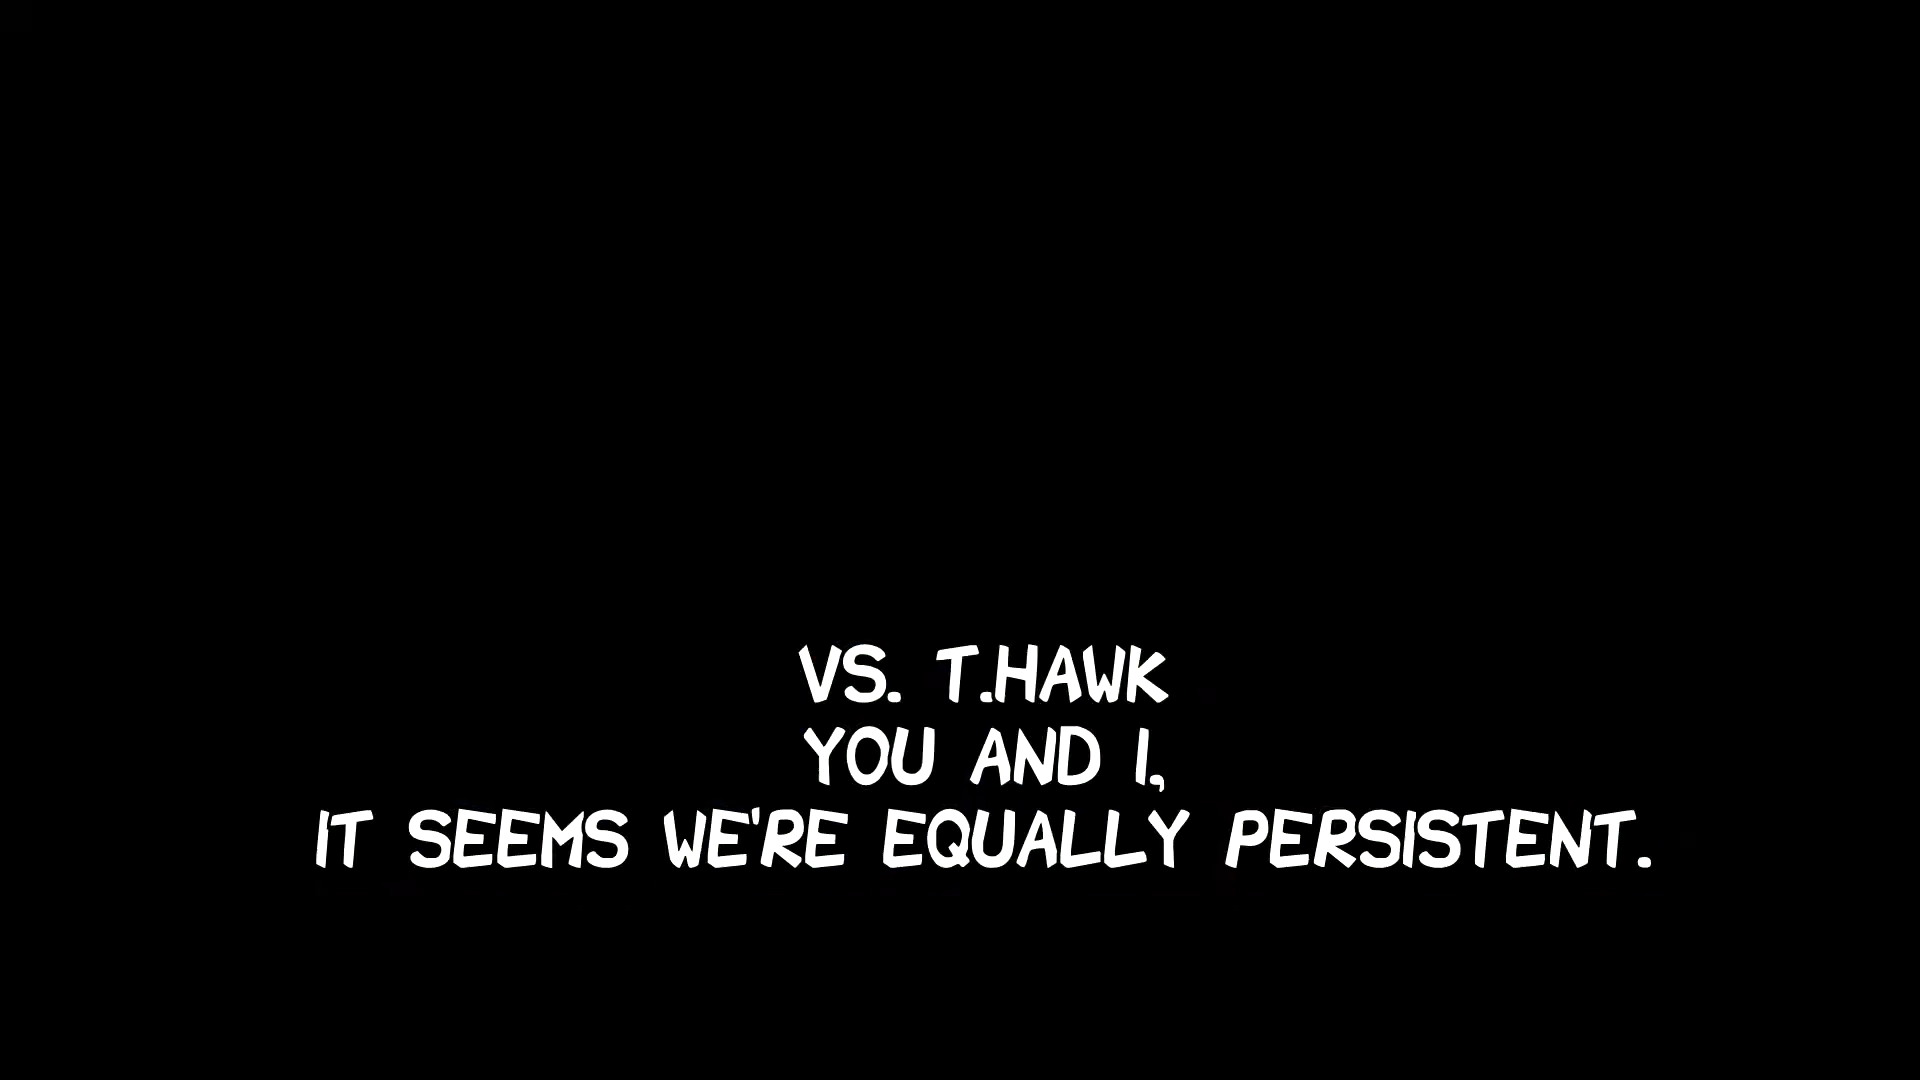 VS. T.HAWK
YOU AND I,
IT SEEMS WE'RE EQUALLY PERSISTENT.